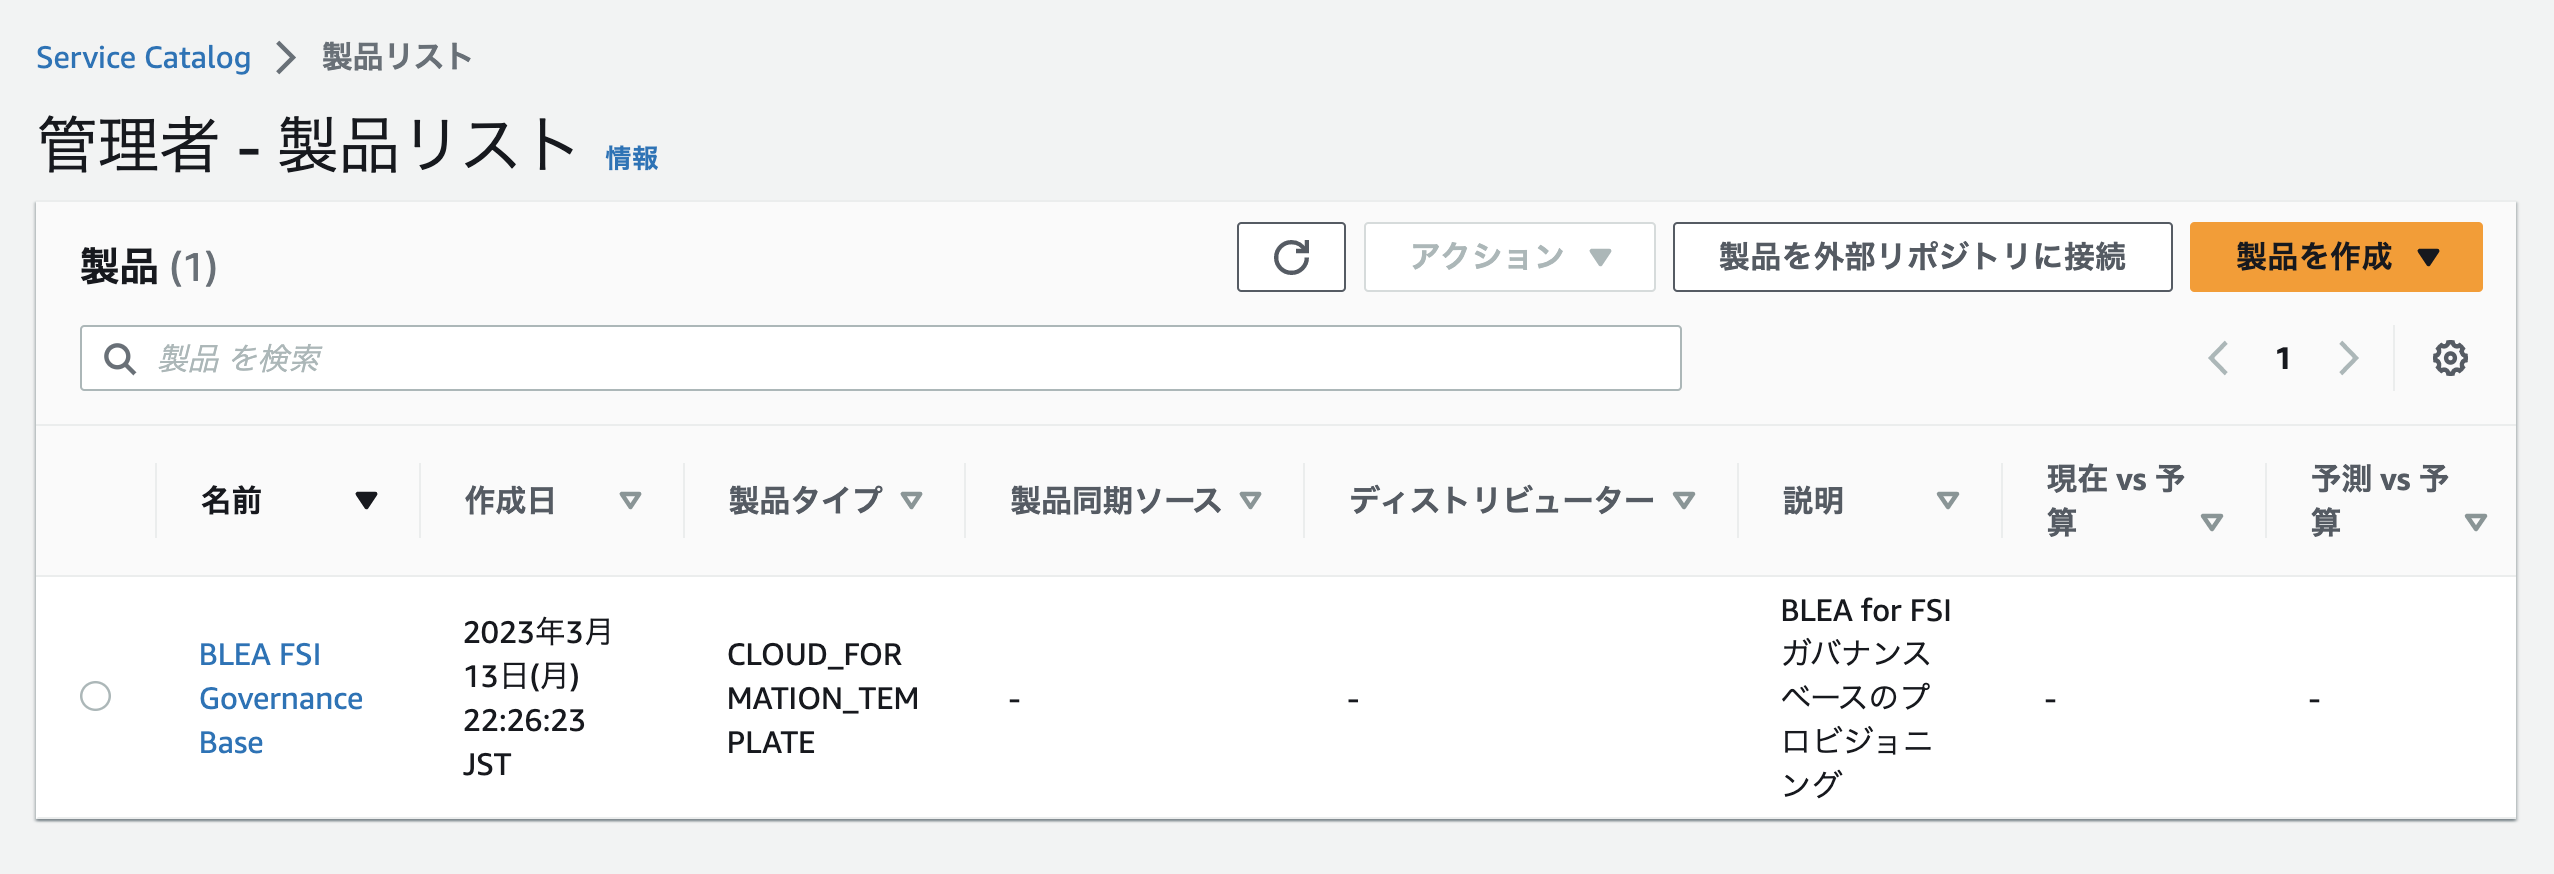 Service Catalog 製品リスト
管理者 - 製品リスト 情報
製品 (1)
アクション
製品を外部リポジトリに接続
製品を作成
製品 を検索
1
名前
作成日
製品タイプ
製品同期ソース
ディストリビューター
説明
現在 vs 予
算
予測 vs 予
算
BLEA FSI
Governance
Base
2023年3月
13日(月)
22:26:23
JST
CLOUD_FOR
MATION_TEM
PLATE
-
-
BLEA for FSI
ガバナンス
ベースのプ
ロビジョニ
ング
-
-